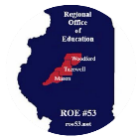 Regional
Office
of
Education
Woodford
Tazewell
Mason
ROE #53
roe53.net